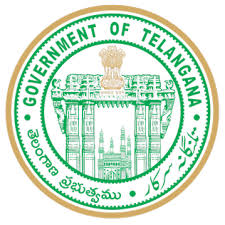 • GOVERNMENT OF TELANGANA •
తెలంగాణ ప్రభుత్వము
تلنگانہ سرکار